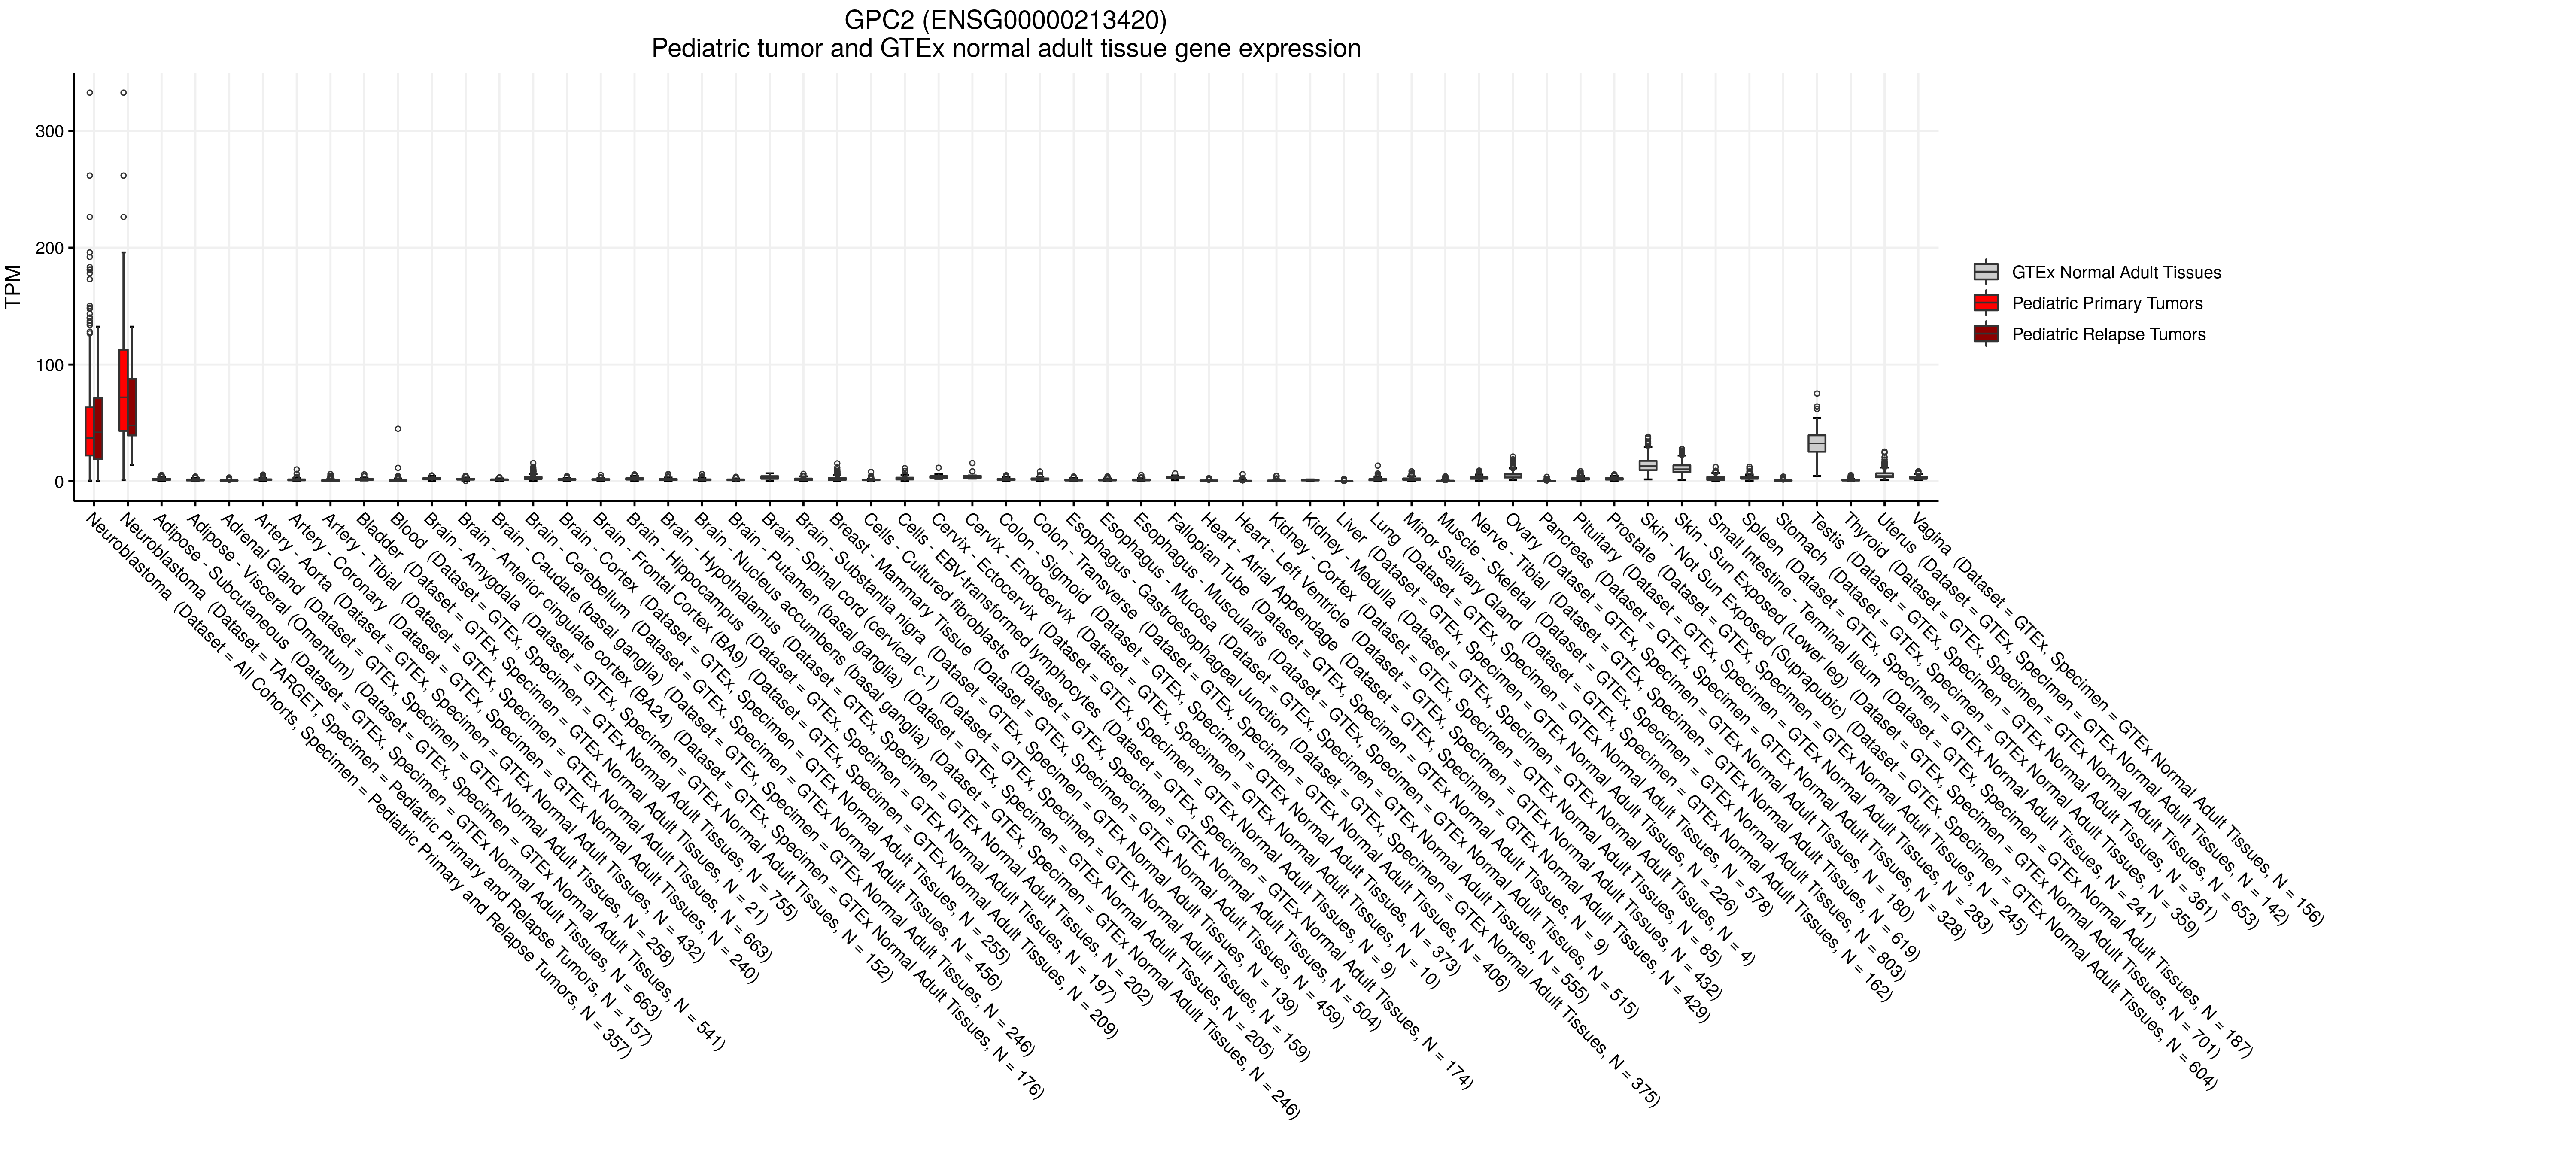 GPC2 (ENSG00000213420)
Pediatric tumor and GTEx normal adult tissue gene expression
TPM
300
200
100
0
GTEx Normal Adult Tissues
Pediatric Primary Tumors
Pediatric Relapse Tumors
Neuroblastoma (Dataset = All Cohorts, Specimen = Pediatric Primary and Relapse Tumors, N = 357)
Neuroblastoma (Dataset = TARGET, Specimen = Pediatric Primary and Relapse Tumors, N = 157)
Adipose - Subcutaneous (Dataset = GTEx, Specimen = GTEx Normal Adult Tissues, N = 663)
Adipose - Visceral (Omentum) (Dataset = GTEx, Specimen = GTEx Normal Adult Tissues, N = 541)
Adrenal Gland (Dataset = GTEx, Specimen = GTEx Normal Adult Tissues, N = 258)
Artery - Aorta (Dataset = GTEx, Specimen = GTEx Normal Adult Tissues, N = 432)
Artery - Coronary (Dataset = GTEx, Specimen = GTEx Normal Adult Tissues, N = 240)
Artery - Tibial (Dataset = GTEx, Specimen = GTEx Normal Adult Tissues, N = 663)
Bladder (Dataset = GTEx, Specimen = GTEx Normal Adult Tissues, N = 21)
Blood (Dataset = GTEx, Specimen = GTEx Normal Adult Tissues, N = 755)
Brain - Amygdala (Dataset = GTEx, Specimen = GTEx Normal Adult Tissues, N = 152)
Brain - Anterior cingulate cortex (BA24) (Dataset = GTEx, Specimen = GTEx Normal Adult Tissues, N = 176)
Brain - Caudate (basal ganglia) (Dataset = GTEx, Specimen = GTEx Normal Adult Tissues, N = 246)
Brain - Cerebellum (Dataset = GTEx, Specimen = GTEx Normal Adult Tissues, N = 456)
Brain - Cortex (Dataset = GTEx, Specimen = GTEx Normal Adult Tissues, N = 255)
Brain - Frontal Cortex (BA9) (Dataset = GTEx, Specimen = GTEx Normal Adult Tissues, N = 209)
Brain - Hippocampus (Dataset = GTEx, Specimen = GTEx Normal Adult Tissues, N = 197)
Brain - Hypothalamus (Dataset = GTEx, Specimen = GTEx Normal Adult Tissues, N = 202)
Brain - Nucleus accumbens (basal ganglia) (Dataset = GTEx, Specimen = GTEx Normal Adult Tissues, N = 246)
Brain - Putamen (basal ganglia) (Dataset = GTEx, Specimen = GTEx Normal Adult Tissues, N = 205)
Brain - Spinal cord (cervical c-1) (Dataset = GTEx, Specimen = GTEx Normal Adult Tissues, N = 159)
Brain - Substantia nigra (Dataset = GTEx, Specimen = GTEx Normal Adult Tissues, N = 139)
Breast - Mammary Tissue (Dataset = GTEx, Specimen = GTEx Normal Adult Tissues, N = 459)
Cells - Cultured fibroblasts (Dataset = GTEx, Specimen = GTEx Normal Adult Tissues, N = 504)
Cells - EBV-transformed lymphocytes (Dataset = GTEx, Specimen = GTEx Normal Adult Tissues, N = 174)
Cervix - Ectocervix (Dataset = GTEx, Specimen = GTEx Normal Adult Tissues, N = 9)
Cervix - Endocervix (Dataset = GTEx, Specimen = GTEx Normal Adult Tissues, N = 10)
Colon - Sigmoid (Dataset = GTEx, Specimen = GTEx Normal Adult Tissues, N = 373)
Colon - Transverse (Dataset = GTEx, Specimen = GTEx Normal Adult Tissues, N = 406)
Esophagus - Gastroesophageal Junction (Dataset = GTEx, Specimen = GTEx Normal Adult Tissues, N = 375)
Esophagus - Mucosa (Dataset = GTEx, Specimen = GTEx Normal Adult Tissues, N = 555)
Esophagus - Muscularis (Dataset = GTEx, Specimen = GTEx Normal Adult Tissues, N = 515)
Fallopian Tube (Dataset = GTEx, Specimen = GTEx Normal Adult Tissues, N = 9)
Heart - Atrial Appendage (Dataset = GTEx, Specimen = GTEx Normal Adult Tissues, N = 429)
Heart - Left Ventricle (Dataset = GTEx, Specimen = GTEx Normal Adult Tissues, N = 432)
Kidney - Cortex (Dataset = GTEx, Specimen = GTEx Normal Adult Tissues, N = 85)
Kidney - Medulla (Dataset = GTEx, Specimen = GTEx Normal Adult Tissues, N = 4)
Liver (Dataset = GTEx, Specimen = GTEx Normal Adult Tissues, N = 226)
Lung (Dataset = GTEx, Specimen = GTEx Normal Adult Tissues, N = 578)
Minor Salivary Gland (Dataset = GTEx, Specimen = GTEx Normal Adult Tissues, N = 162)
Muscle - Skeletal (Dataset = GTEx, Specimen = GTEx Normal Adult Tissues, N = 803)
Nerve - Tibial (Dataset = GTEx, Specimen = GTEx Normal Adult Tissues, N = 619)
Ovary (Dataset = GTEx, Specimen = GTEx Normal Adult Tissues, N = 180)
Pancreas (Dataset = GTEx, Specimen = GTEx Normal Adult Tissues, N = 328)
Pituitary (Dataset = GTEx, Specimen = GTEx Normal Adult Tissues, N = 283)
Prostate (Dataset = GTEx, Specimen = GTEx Normal Adult Tissues, N = 245)
Skin - Not Sun Exposed (Suprapubic) (Dataset = GTEx, Specimen = GTEx Normal Adult Tissues, N = 604)
Skin - Sun Exposed (Lower leg) (Dataset = GTEx, Specimen = GTEx Normal Adult Tissues, N = 701)
Small Intestine - Terminal Ileum (Dataset = GTEx, Specimen = GTEx Normal Adult Tissues, N = 187)
Spleen (Dataset = GTEx, Specimen = GTEx Normal Adult Tissues, N = 241)
Stomach (Dataset = GTEx, Specimen = GTEx Normal Adult Tissues, N = 359)
Testis (Dataset = GTEx, Specimen = GTEx Normal Adult Tissues, N = 361)
Thyroid (Dataset = GTEx, Specimen = GTEx Normal Adult Tissues, N = 653)
Uterus (Dataset = GTEx, Specimen = GTEx Normal Adult Tissues, N = 142)
Vagina (Dataset = GTEx, Specimen = GTEx Normal Adult Tissues, N = 156)